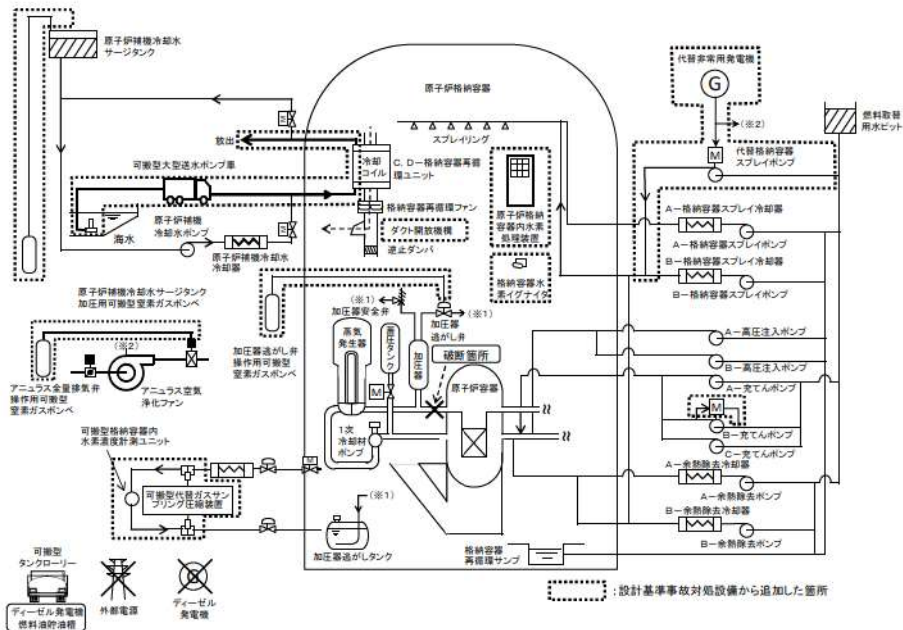 原子炉補機冷却水
サージタンク
原子炉格納容器
代替非常用発電機
G
(※2)
燃料取替
用水ピット
M
代替格納容器
スプレイポンプ
M
放出
スプレイリング
可搬型大型送水ポンプ車
冷却
コイル
C, D-格納容器再循
環ユニット
格納容器再循環ファン
原子炉格納
容器内水素
処理装置
A-格納容器スプレイ冷却器
A-格納容器スプレイポンプ
B-格納容器スプレイ冷却器
B-格納容器スプレイポンプ
海水
原子炉補機
冷却水ポンプ
M
原子炉補機冷却水
冷却器
ダクト開放機構
逆止ダンパ
格納容器水
素イグナイタ
原子炉補機冷却水サージタンク
加圧用可搬型窒素ガスボンベ
(※1)
加圧器安全弁
(※1)
加圧器
逃がし弁
蒸気
発生器
蓄圧タンク
加圧器
破断箇所
原子炉容器
M
加圧器逃がし弁
操作用可搬型
窒素ガスボンベ
(※2)
アニュラス全量排気弁
操作用可搬型
窒素ガスボンベ
アニュラス空気
浄化ファン
A-高圧注入ポンプ
B-高圧注入ポンプ
A-充てんポンプ
M
B-充てんポンプ
C-充てんポンプ
1次
冷却材
ポンプ
可搬型格納容器内
水素濃度計測ユニット
M
可搬型代替ガスサン
プリング圧縮装置
(※1)
加圧器逃がしタンク
A-余熱除去冷却器
A-余熱除去ポンプ
B-余熱除去冷却器
B-余熱除去ポンプ
格納容器
再循環サンプ
可搬型
タンクローリー
ディーゼル発電機
燃料油貯油槽
外部電源
ディーゼル
発電機
:設計基準事故対処設備から追加した箇所